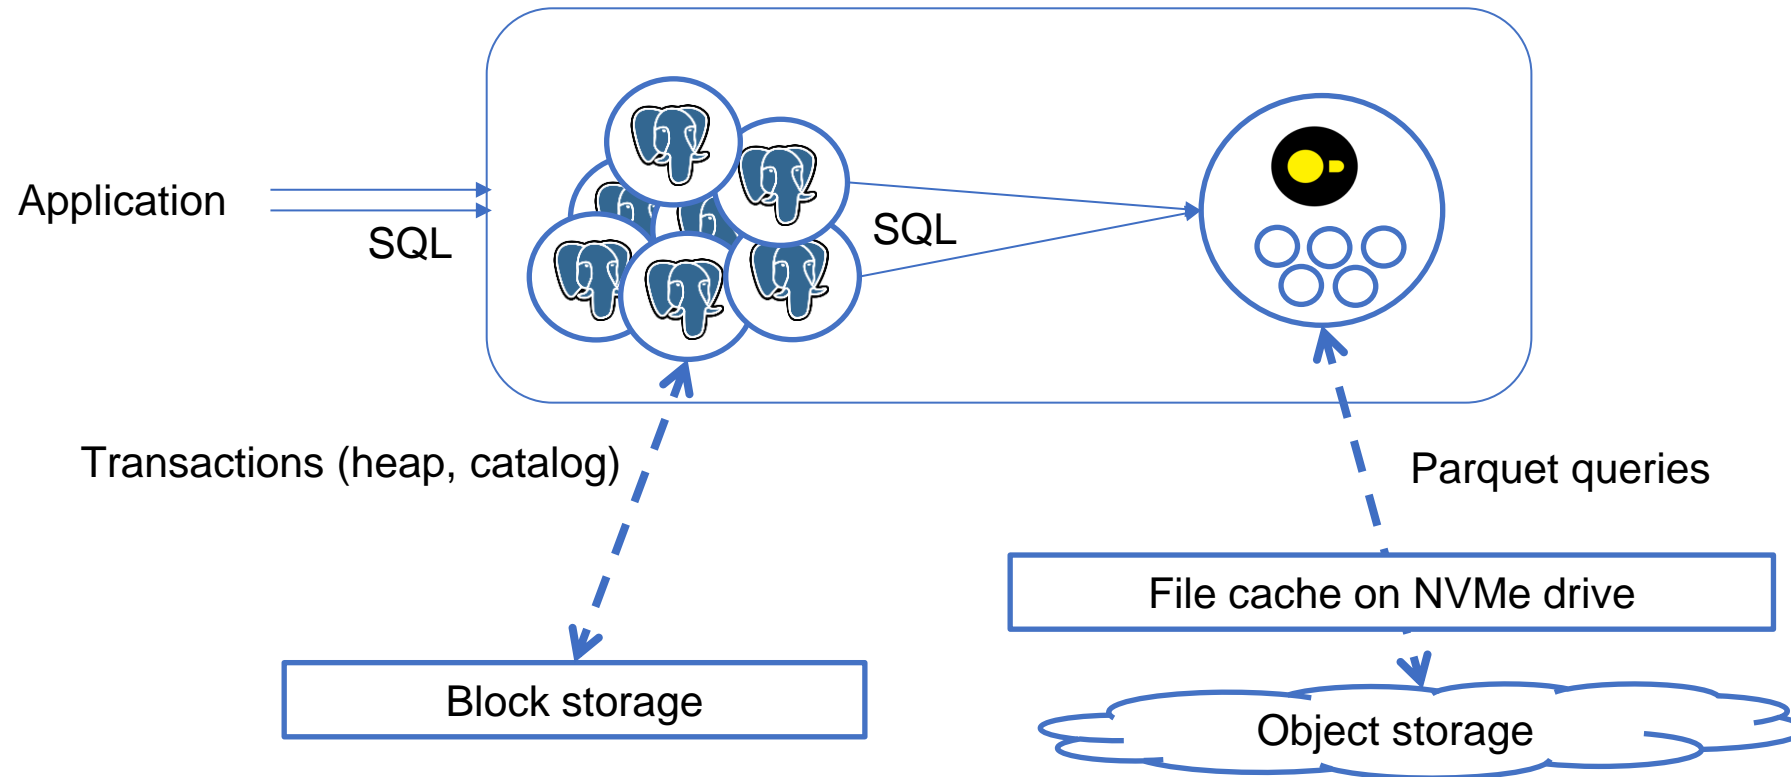 Application
SQL
SQL
Transactions (heap, catalog)
Parquet queries
File cache on NVMe drive
Block storage
Object storage